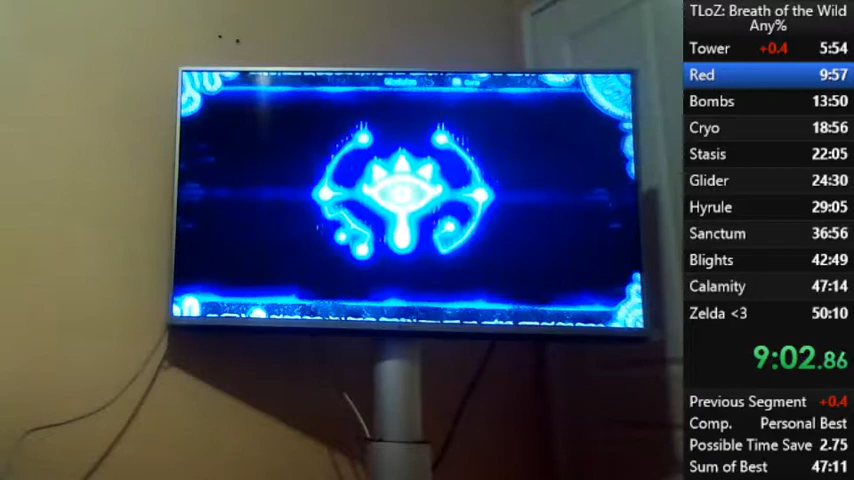 TLoZ: Breath of the Wild
Any%
Tower +0.4 5:54
Red 9:57
Bombs 13:50
Cryo 18:56
Stasis 22:05
Glider 24:30
Hyrule 29:05
Sanctum 36:56
Blights 42:49
Calamity 47:14
Zelda <3 50:10
9:02.86
Previous Segment +0.4
Comp. Personal Best
Possible Time Save 2.75
Sum of Best 47:11